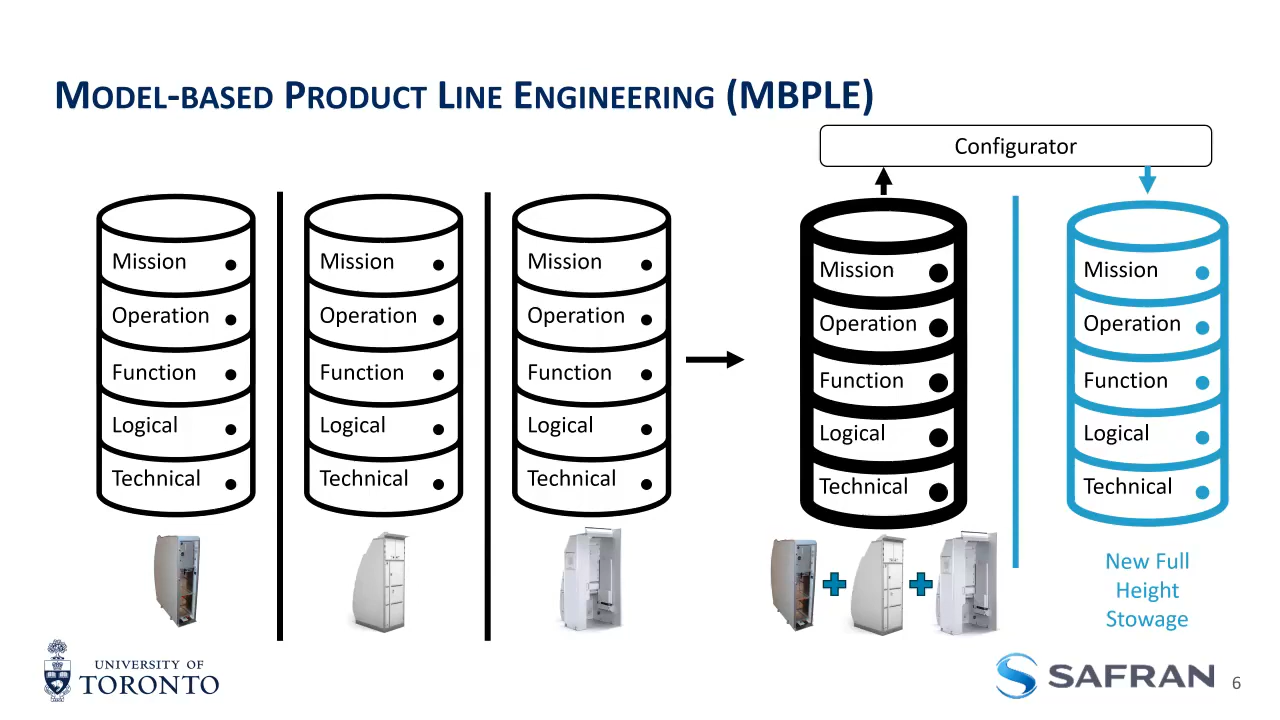 MODEL-BASED PRODUCT LINE ENGINEERING (MBPLE)
Configurator
Mission
Operation
Function
Logical
Technical
Mission
Operation
Function
Logical
Technical
Mission
Operation
Function
Logical
Technical
Mission
Operation
Function
Logical
Technical
Mission
Operation
Function
Logical
Technical
New Full
Height
Stowage
UNIVERSITY OF
TORONTO
SAFRAN
6